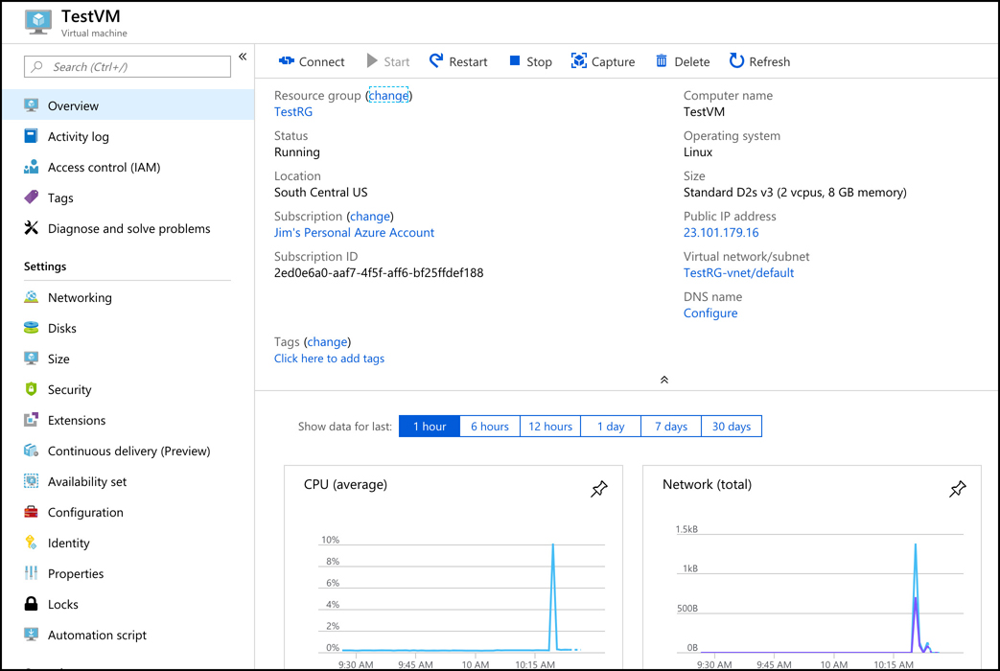 TestVM
Virtual machine
Search (Ctrl+/)
«
Overview
Activity log
Access control (IAM)
Tags
Diagnose and solve problems
Settings
Networking
Disks
Size
Security
Extensions
Continuous delivery (Preview)
Availability set
Configuration
Identity
Properties
Locks
Automation script
Connect Start Restart Stop Capture Delete Refresh
Resource group (change)
TestRG
Status
Running
Location
South Central US
Subscription (change)
Jim's Personal Azure Account
Subscription ID
2ed0e6a0-aaf7-4f5f-aff6-bf25ffdef188
Computer name
TestVM
Operating system
Linux
Size
Standard D2s v3 (2 vcpus, 8 GB memory)
Public IP address
23.101.179.16
Virtual network/subnet
TestRG-vnet/default
DNS name
Configure
Tags (change)
Click here to add tags
Show data for last: 1 hour 6 hours 12 hours 1 day 7 days 30 days
CPU (average)
10%
8%
6%
4%
2%
0%
9:30 AM 9:45 AM 10 AM 10:15 AM
Network (total)
1.5kB
1kB
500B
0B
9:30 AM 9:45 AM 10 AM 10:15 AM